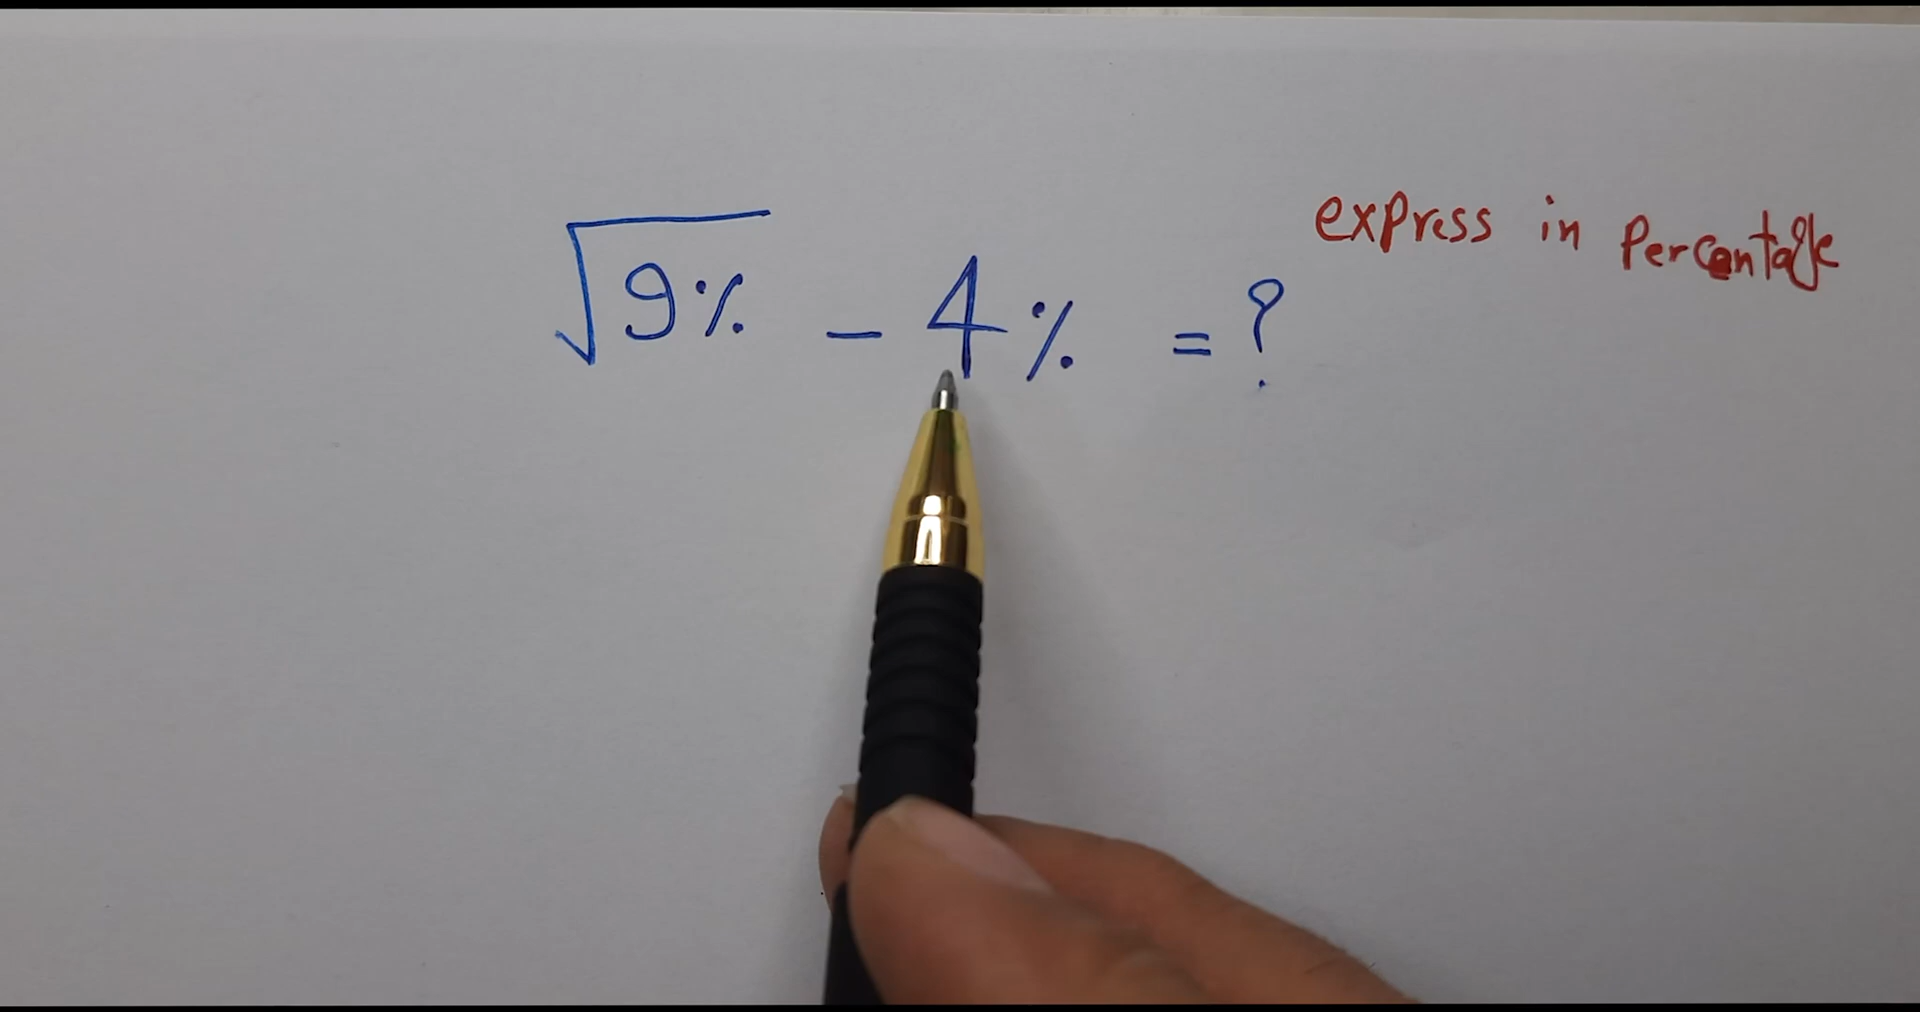 express in Percentage
√9% - 4% = ?